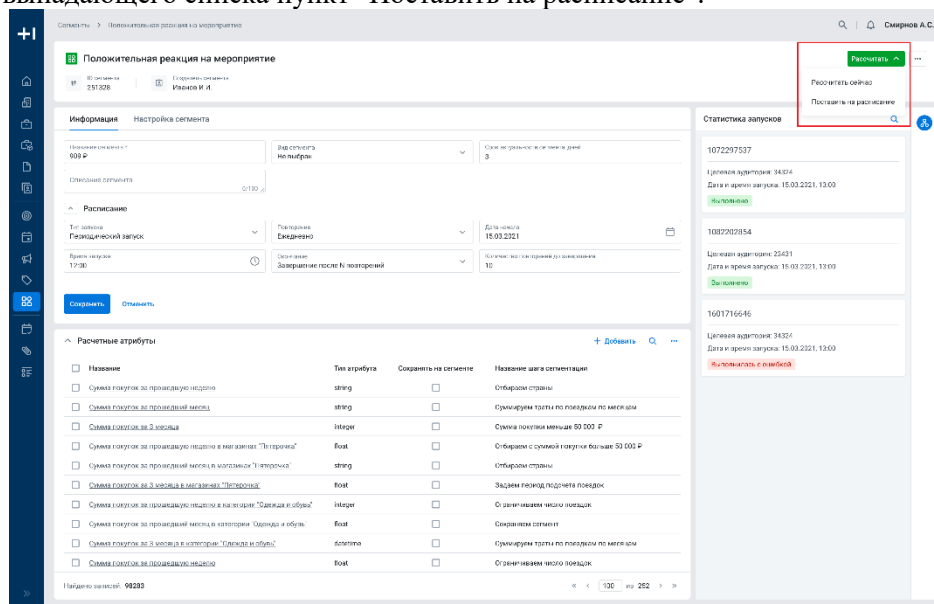 выпадающего списка пункт "Поставить на расписание".
Сегменты > Положительная реакция на мероприятие
Смирнов А.С.
Положительная реакция на мероприятие
Рассчитать
ID сегмента
251328
Создатель сегмента
Иванов И.И.
Рассчитать сейчас
Поставить на расписание
Информация Настройка сегмента
Статистика запусков
Название сегмента *
909 ₽
Вид сегмента
Не выбран
Срок актуальности сегмента дней
3
Описание сегмента
0/100
Расписание
Тип запуска
Периодический запуск
Повторение
Ежедневно
Дата начала
15.03.2021
Время запуска
12:00
Окончание
Завершение после N повторений
Количество повторений до завершения
10
Сохранить Отменить
1072297537
Целевая аудитория: 34324
Дата и время запуска: 15.03.2021, 13:00
Выполнено
1082202854
Целевая аудитория: 23431
Дата и время запуска: 15.03.2021, 13:00
Выполнено
1601716646
Целевая аудитория: 34324
Дата и время запуска: 15.03.2021, 13:00
Выполнилась с ошибкой
Расчетные атрибуты
+ Добавить
Название Тип атрибута Сохранять на сегменте Название шага сегментации
Сумма покупок за прошедшую неделю string Отбираем страны
Сумма покупок за прошедший месяц string Суммируем траты по поездкам по месяцам
Сумма покупок за 3 месяца integer Сумма покупки меньше 60 000 ₽
Сумма покупок за прошедшую неделю в магазинах "Пятерочка" float Отбираем с суммой покупки больше 50 000 ₽
Сумма покупок за прошедший месяц в магазинах "Пятерочка" string Отбираем страны
Сумма покупок за 3 месяца в магазинах "Пятерочка" float Задаем период подсчета поездок
Сумма покупок за прошедшую неделю в категории "Одежда и обувь" integer Ограничиваем число поездок
Сумма покупок за прошедший месяц в категории "Одежда и обувь" float Сохраняем сегмент
Сумма покупок за 3 месяца в категории "Одежда и обувь" datetime Суммируем траты по поездкам по месяцам
Сумма покупок за прошедшую неделю float Ограничиваем число поездок
Найдено записей: 98283
« < 100 из 252 > »